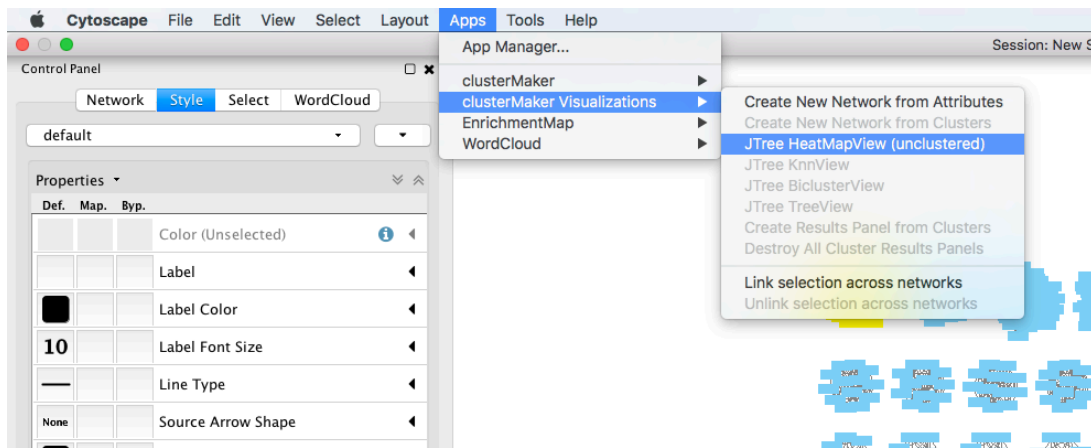 Cytoscape File Edit View Select Layout Apps Tools Help
Session: New S
Control Panel
Network Style Select WordCloud
default
Properties
Def. Map. Byp.
Color (Unselected)
Label
Label Color
10 Label Font Size
Line Type
None Source Arrow Shape
App Manager...
clusterMaker
clusterMaker Visualizations
EnrichmentMap
WordCloud
Create New Network from Attributes
Create New Network from Clusters
JTree HeatMapView (unclustered)
JTree KnnView
JTree BiclusterView
JTree TreeView
Create Results Panel from Clusters
Destroy All Cluster Results Panels
Link selection across networks
Unlink selection across networks